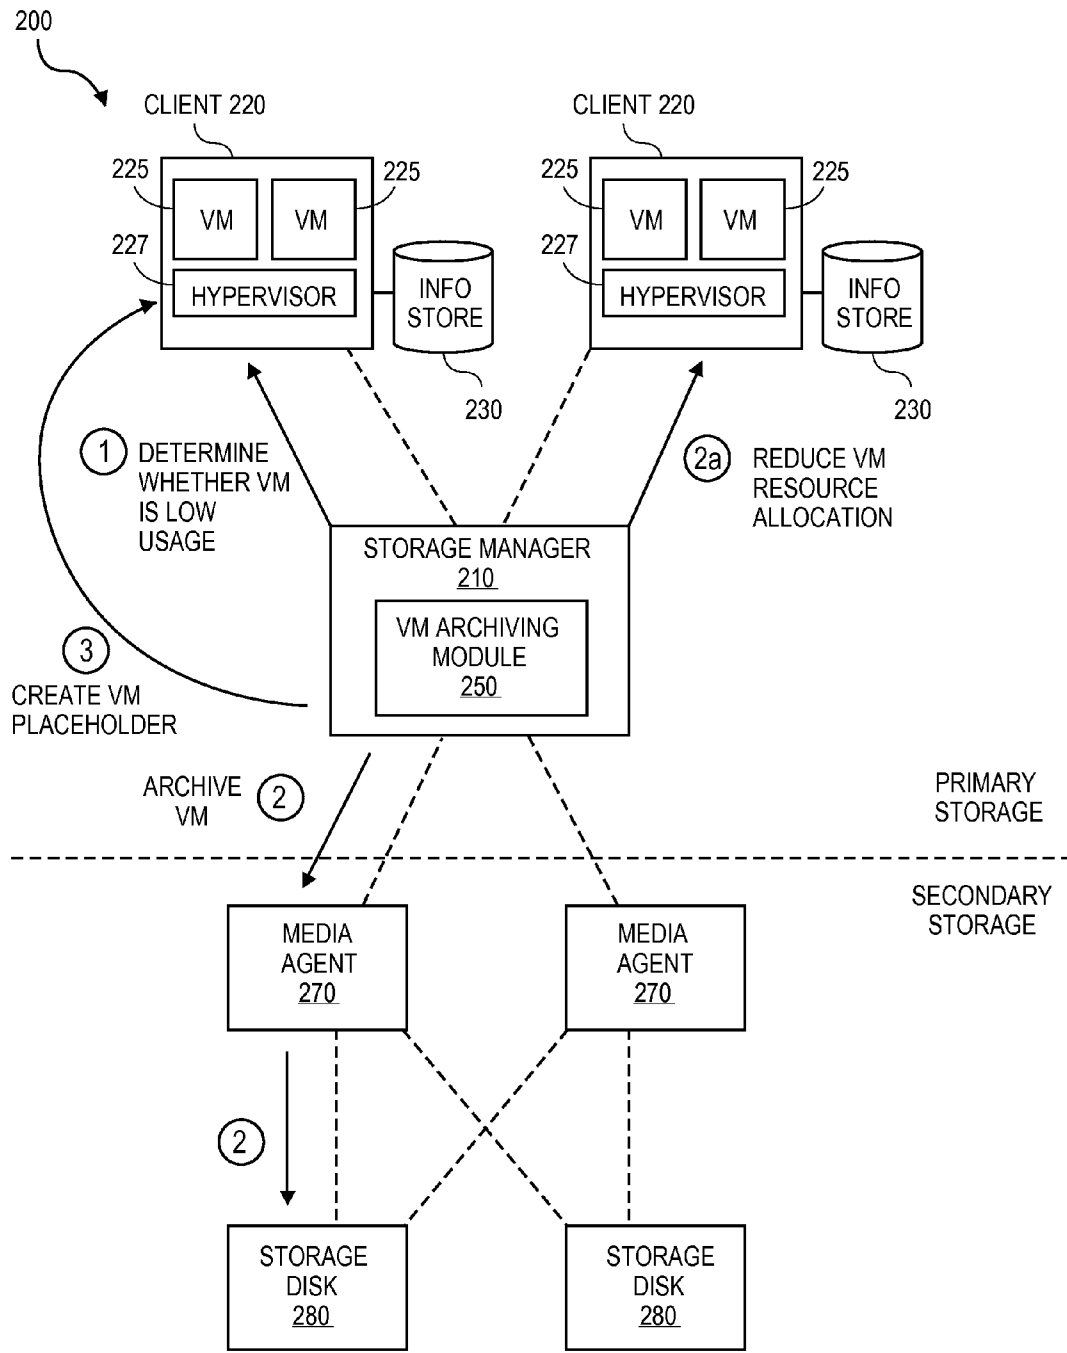 200
CLIENT 220
CLIENT 220
225
VM
VM
225
227
HYPERVISOR
INFO
STORE
230
225
VM
VM
225
227
HYPERVISOR
INFO
STORE
230
1
DETERMINE
WHETHER VM
IS LOW
USAGE
2a
REDUCE VM
RESOURCE
ALLOCATION
STORAGE MANAGER
210
VM ARCHIVING
MODULE
250
3
CREATE VM
PLACEHOLDER
ARCHIVE
VM
2
PRIMARY
STORAGE
SECONDARY
STORAGE
MEDIA
AGENT
270
MEDIA
AGENT
270
2
STORAGE
DISK
280
STORAGE
DISK
280